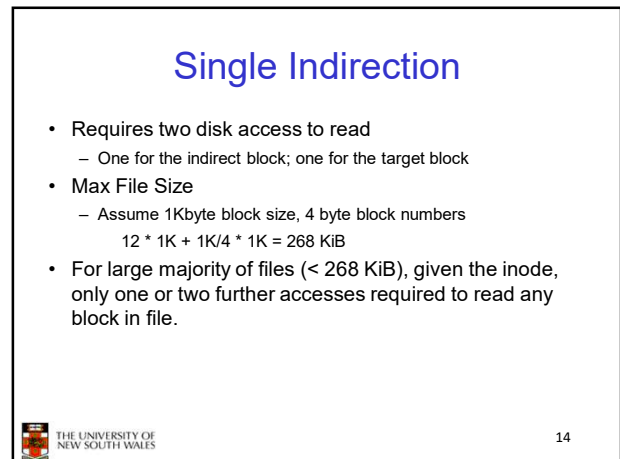 Single Indirection
• Requires two disk access to read
– One for the indirect block; one for the target block
• Max File Size
– Assume 1Kbyte block size, 4 byte block numbers
12 * 1K + 1K/4 * 1K = 268 KiB
• For large majority of files (< 268 KiB), given the inode,
only one or two further accesses required to read any
block in file.
THE UNIVERSITY OF
NEW SOUTH WALES
14